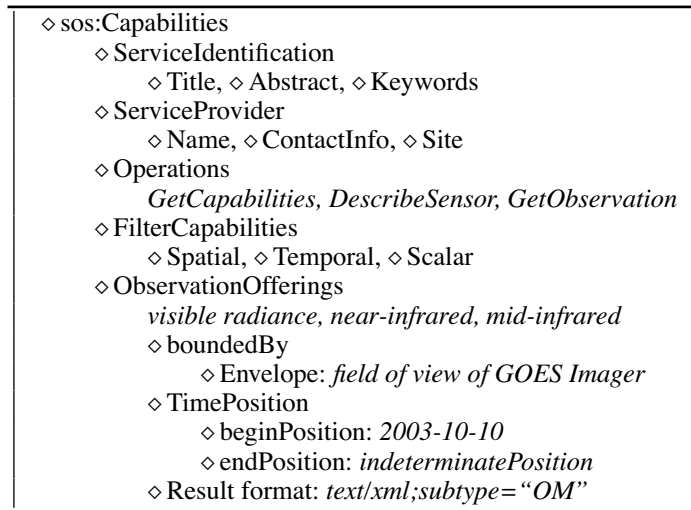 ⋄ sos:Capabilities
⋄ ServiceIdentification
⋄ Title, ⋄ Abstract, ⋄ Keywords
⋄ ServiceProvider
⋄ Name, ⋄ ContactInfo, ⋄ Site
⋄ Operations
GetCapabilities, DescribeSensor, GetObservation
⋄ FilterCapabilities
⋄ Spatial, ⋄ Temporal, ⋄ Scalar
⋄ ObservationOfferings
visible radiance, near-infrared, mid-infrared
⋄ boundedBy
⋄ Envelope: field of view of GOES Imager
⋄ TimePosition
⋄ beginPosition: 2003-10-10
⋄ endPosition: indeterminatePosition
⋄ Result format: text/xml;subtype=“OM”